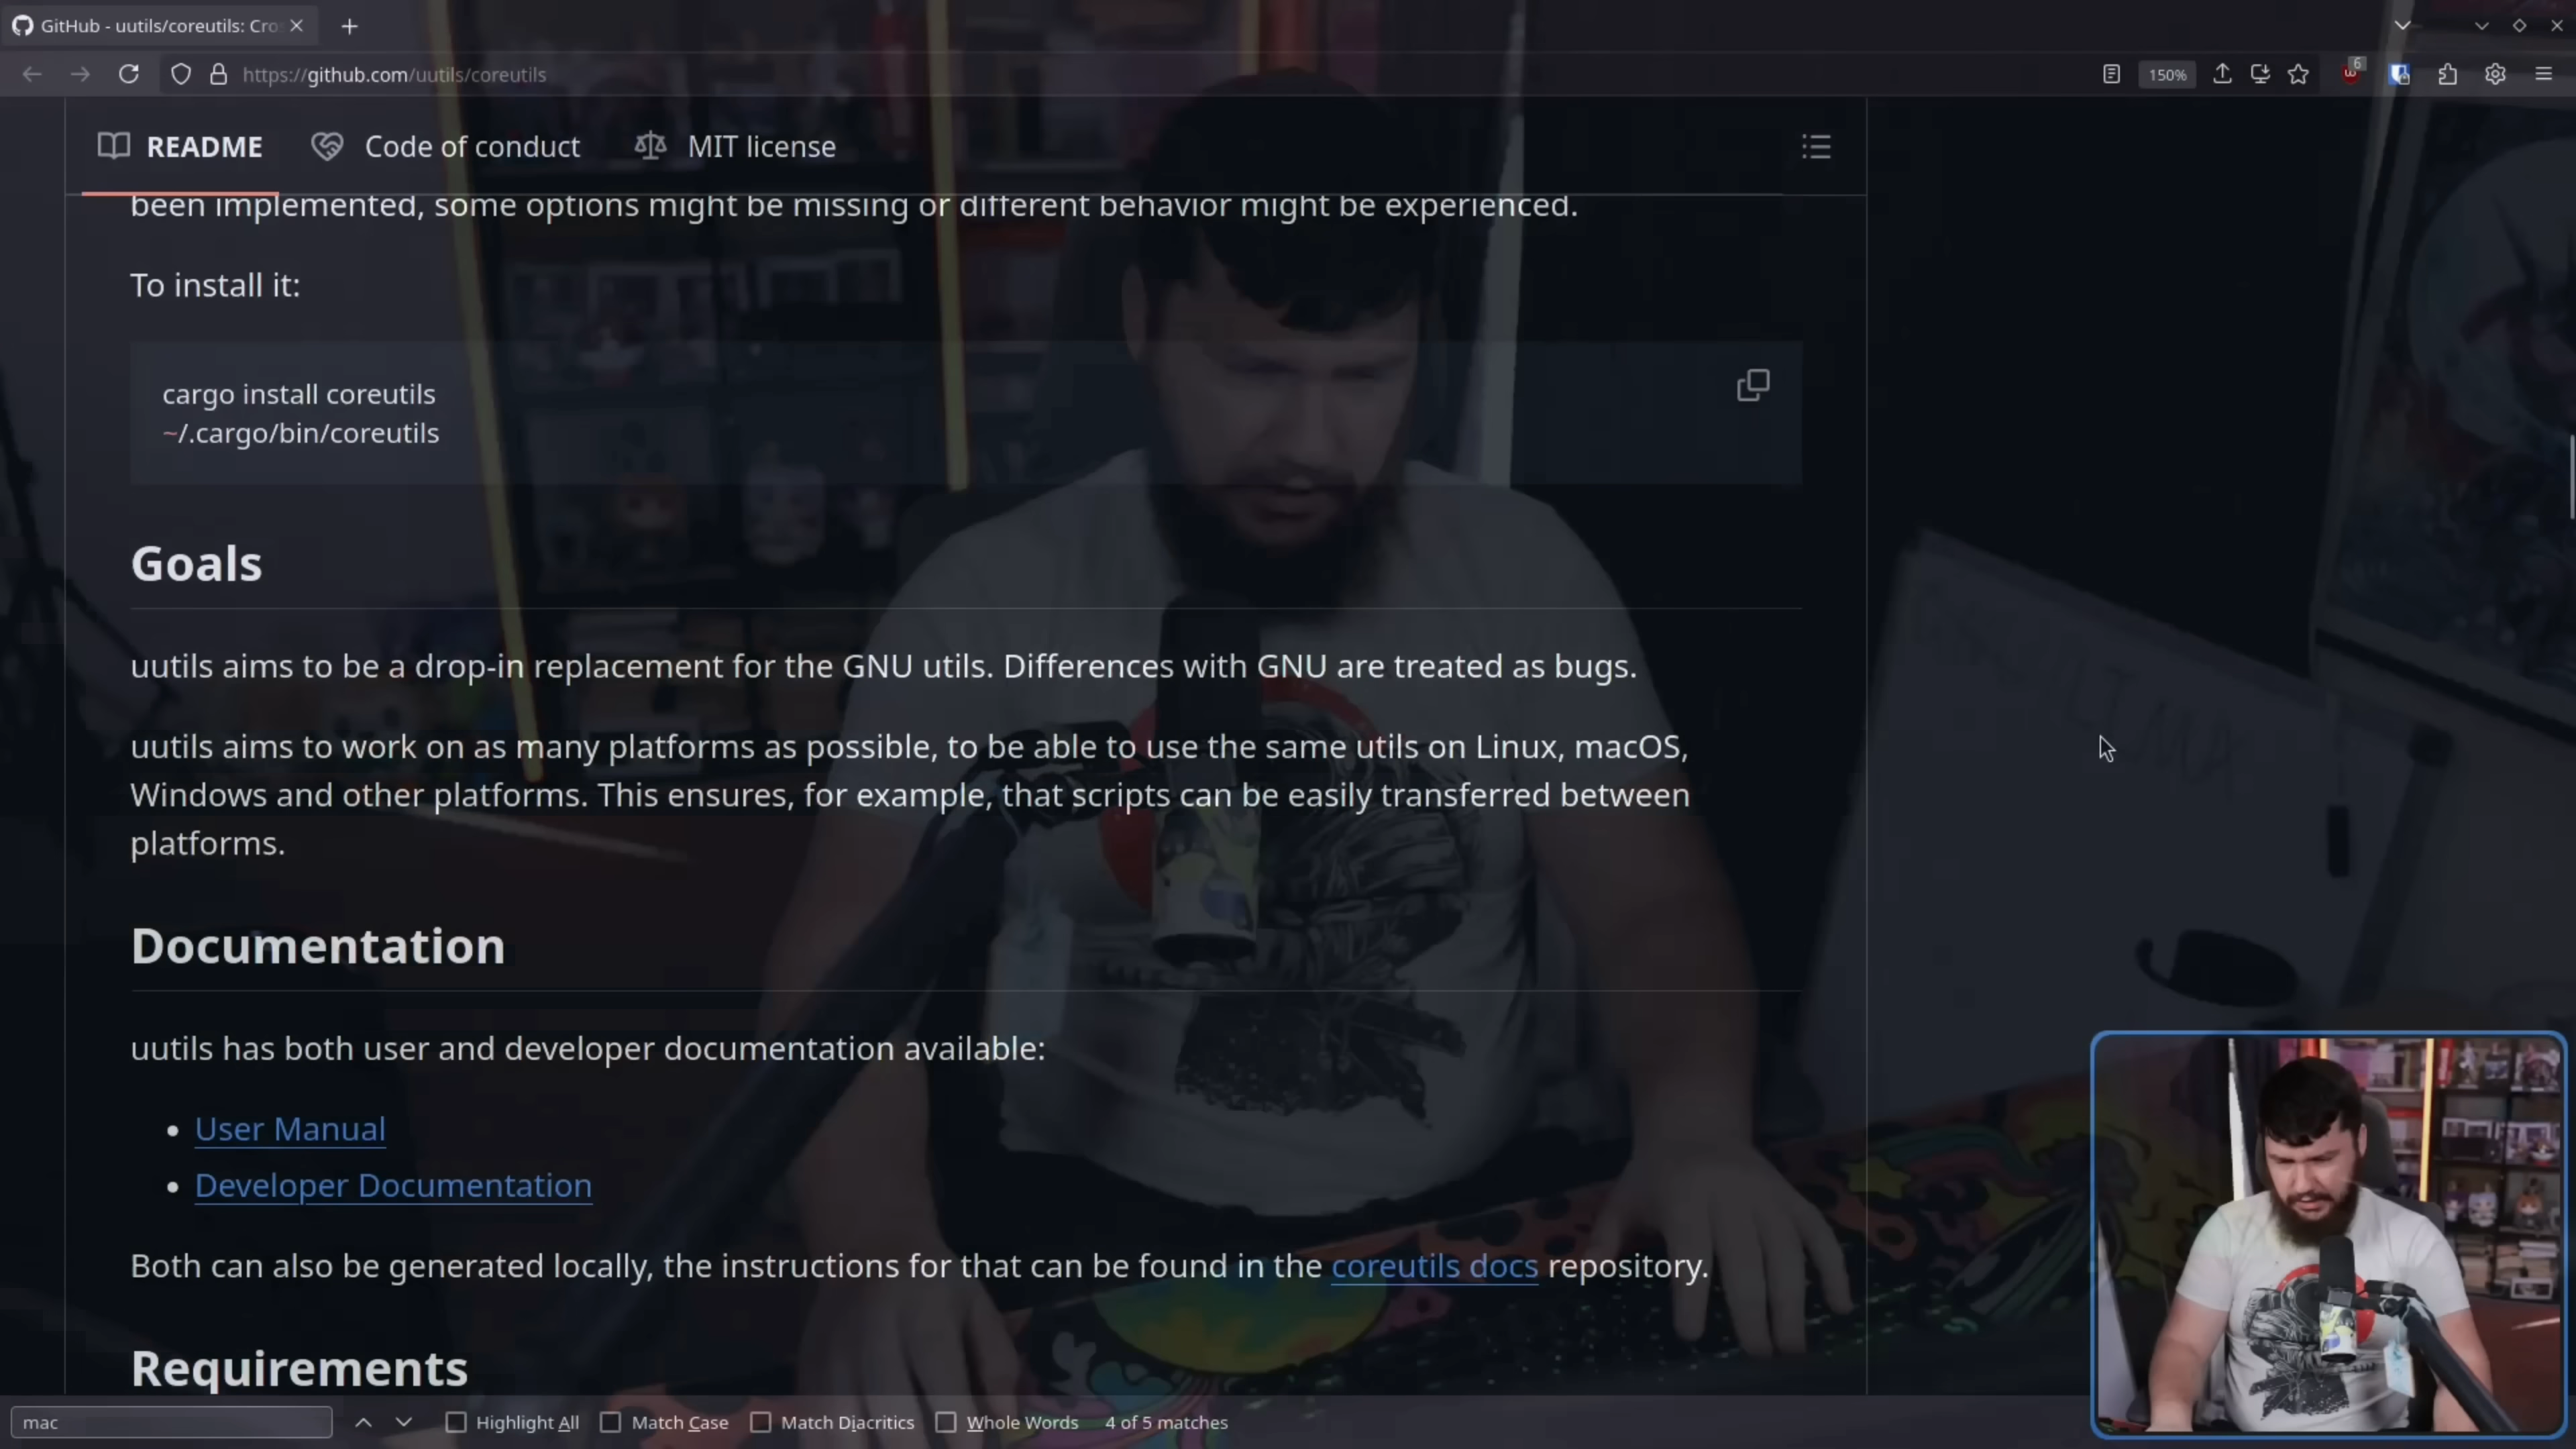 GitHub - uutils/coreutils: Cro
https://github.com/uutils/coreutils
150%
6
README
Code of conduct
MIT license
been implemented, some options might be missing or different behavior might be experienced.
To install it:
cargo install coreutils
~/.cargo/bin/coreutils
Goals
uutils aims to be a drop-in replacement for the GNU utils. Differences with GNU are treated as bugs.
uutils aims to work on as many platforms as possible, to be able to use the same utils on Linux, macOS,
Windows and other platforms. This ensures, for example, that scripts can be easily transferred between
platforms.
Documentation
uutils has both user and developer documentation available:
• User Manual
• Developer Documentation
Both can also be generated locally, the instructions for that can be found in the coreutils docs repository.
Requirements
mac
Highlight All
Match Case
Match Diacritics
Whole Words
4 of 5 matches